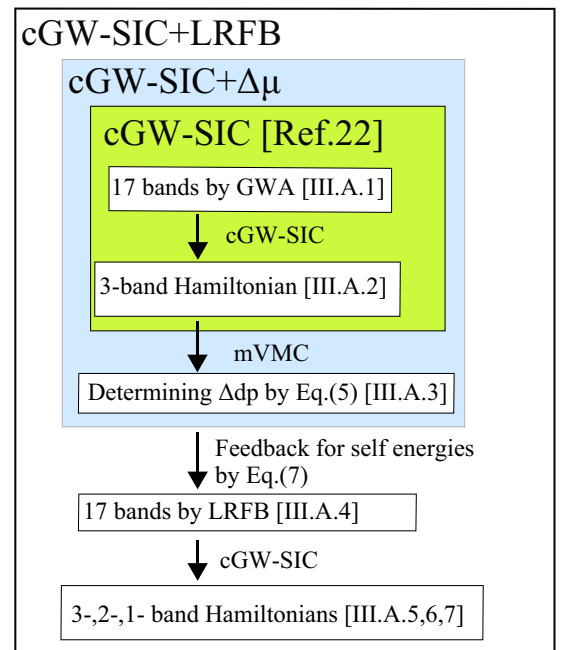 cGW-SIC+LRFB
cGW-SIC+Δμ
cGW-SIC [Ref.22]
17 bands by GWA [III.A.1]
cGW-SIC
3-band Hamiltonian [III.A.2]
mVMC
Determining Δdp by Eq.(5) [III.A.3]
Feedback for self energies
by Eq.(7)
17 bands by LRFB [III.A.4]
cGW-SIC
3-,2-,1- band Hamiltonians [III.A.5,6,7]